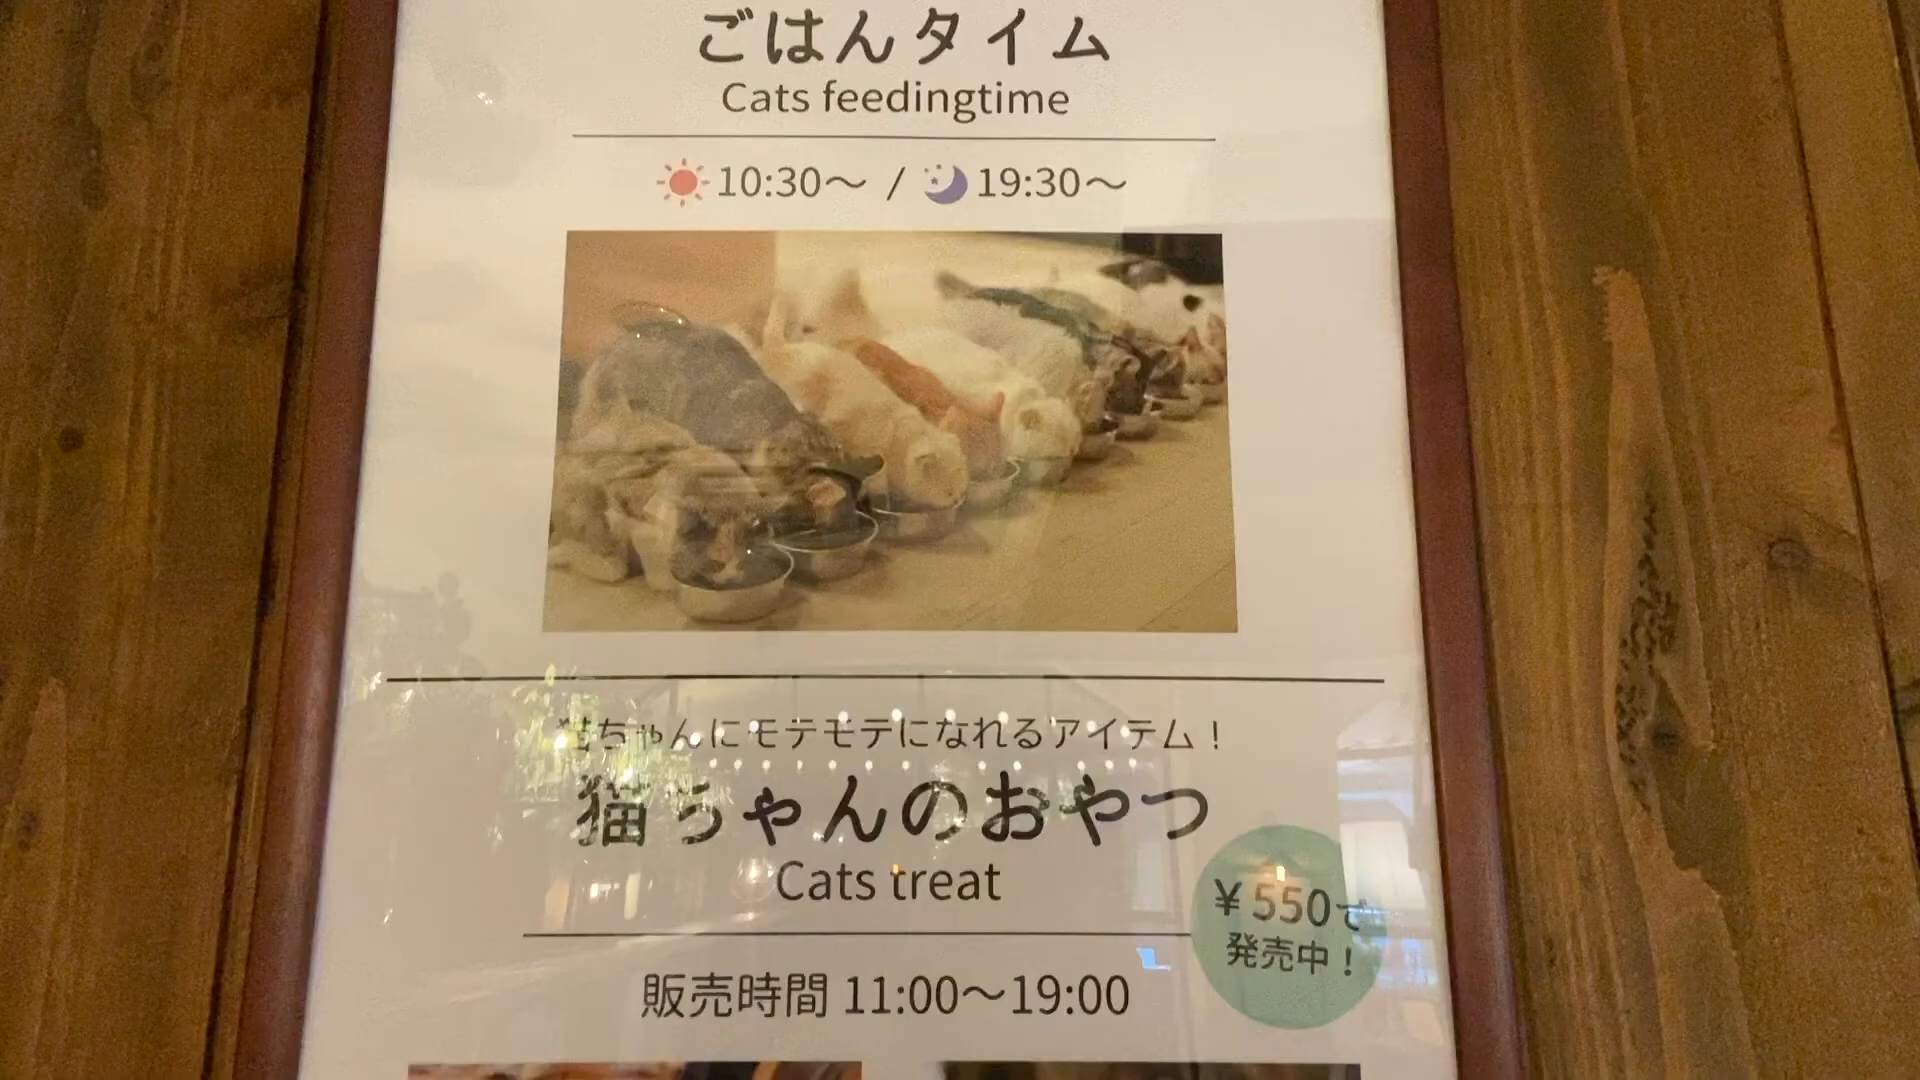 ごはんタイム
Cats feedingtime
10:30～ / 19:30～
猫ちゃんにモテモテになれるアイテム！
猫ちゃんのおやつ
Cats treat
￥550で
発売中！
販売時間 11:00～19:00